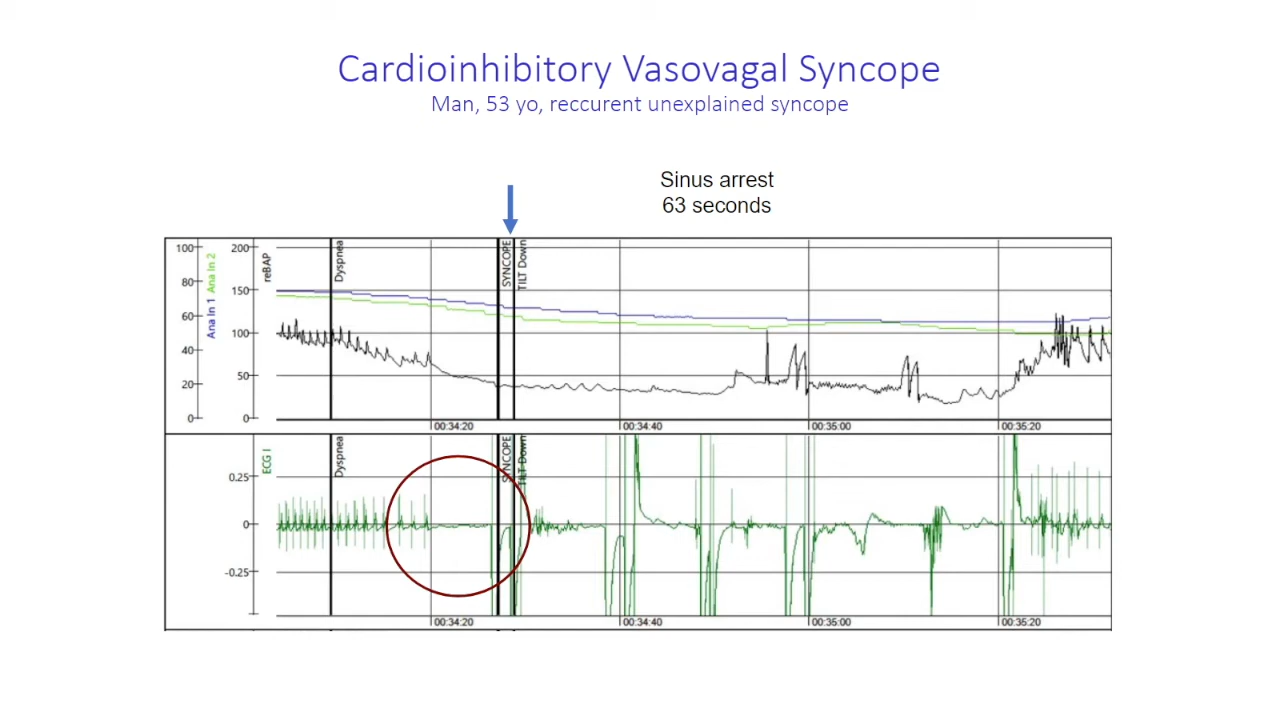 Cardioinhibitory Vasovagal Syncope
Man, 53 yo, reccurent unexplained syncope
Sinus arrest
63 seconds
100
80
60
40
20
0
Ana In 1 Ana In 2
200
150
100
50
0
reBAP
Dyspnea
SYNCOPE
TILT Down
00:34:20
00:34:40
00:35:00
00:35:20
ECG I
0.25
0
-0.25
Dyspnea
SYNCOPE
TILT Down
00:34:20
00:34:40
00:35:00
00:35:20